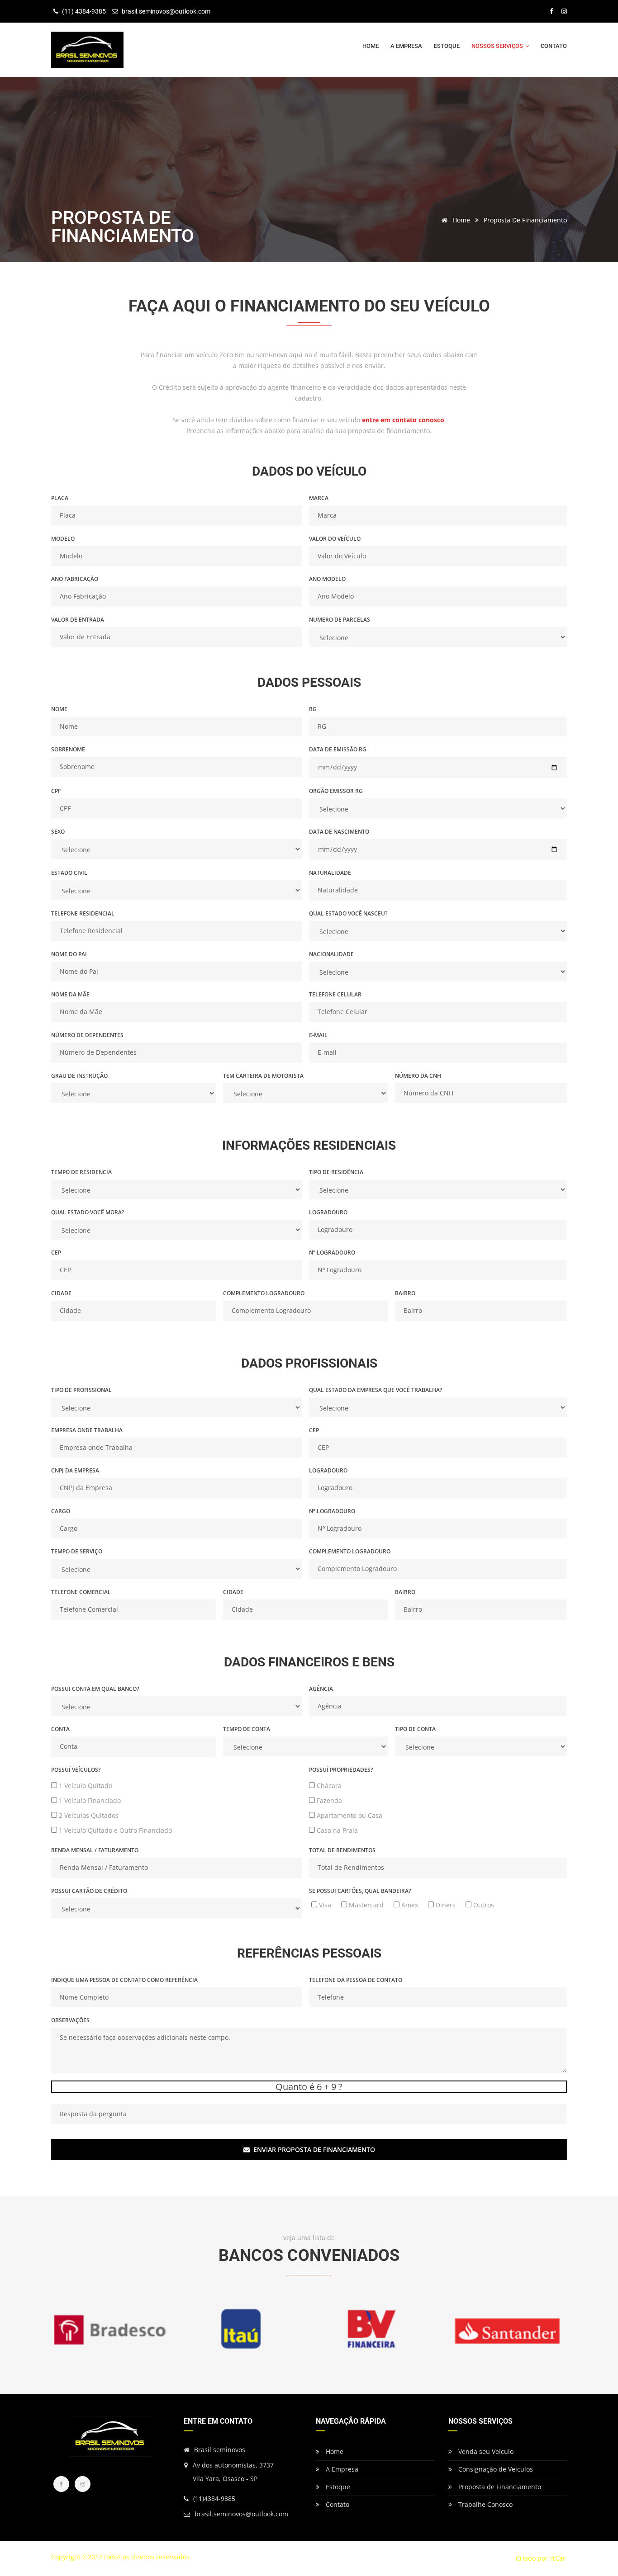 (11) 4384-9385 brasil.seminovos@outlook.com
BRASIL SEMINOVOS
NACIONAIS E IMPORTADOS
HOME A EMPRESA ESTOQUE NOSSOS SERVIÇOS CONTATO
PROPOSTA DE
FINANCIAMENTO
Home » Proposta De Financiamento
FAÇA AQUI O FINANCIAMENTO DO SEU VEÍCULO
Para financiar um veículo Zero Km ou semi-novo aqui na é muito fácil. Basta preencher seus dados abaixo com
a maior riqueza de detalhes possível e nos enviar.
O Crédito será sujeito à aprovação do agente financeiro e da veracidade dos dados apresentados neste
cadastro.
Se você ainda tem dúvidas sobre como financiar o seu veículo entre em contato conosco
Preencha as informações abaixo para analise da sua proposta de financiamento.
DADOS DO VEÍCULO
PLACA MARCA
Placa Marca
MODELO VALOR DO VEÍCULO
Modelo Valor do Veículo
ANO FABRICAÇÃO ANO MODELO
Ano Fabricação Ano Modelo
VALOR DE ENTRADA NUMERO DE PARCELAS
Valor de Entrada Selecione
DADOS PESSOAIS
NOME RG
Nome RG
SOBRENOME DATA DE EMISSÃO RG
Sobrenome mm/dd/yyyy
CPF ORGÃO EMISSOR RG
CPF Selecione
SEXO DATA DE NASCIMENTO
Selecione mm/dd/yyyy
ESTADO CIVIL NATURALIDADE
Selecione Naturalidade
TELEFONE RESIDENCIAL QUAL ESTADO VOCÊ NASCEU?
Telefone Residencial Selecione
NOME DO PAI NACIONALIDADE
Nome do Pai Selecione
NOME DA MÃE TELEFONE CELULAR
Nome da Mãe Telefone Celular
NÚMERO DE DEPENDENTES E-MAIL
Número de Dependentes E-mail
GRAU DE INSTRUÇÃO TEM CARTEIRA DE MOTORISTA NÚMERO DA CNH
Selecione Selecione Número da CNH
INFORMAÇÕES RESIDENCIAIS
TEMPO DE RESIDENCIA TIPO DE RESIDÊNCIA
Selecione Selecione
QUAL ESTADO VOCÊ MORA? LOGRADOURO
Selecione Logradouro
CEP Nº LOGRADOURO
CEP Nº Logradouro
CIDADE COMPLEMENTO LOGRADOURO BAIRRO
Cidade Complemento Logradouro Bairro
DADOS PROFISSIONAIS
TIPO DE PROFISSIONAL QUAL ESTADO DA EMPRESA QUE VOCÊ TRABALHA?
Selecione Selecione
EMPRESA ONDE TRABALHA CEP
Empresa onde Trabalha CEP
CNPJ DA EMPRESA LOGRADOURO
CNPJ da Empresa Logradouro
CARGO Nº LOGRADOURO
Cargo Nº Logradouro
TEMPO DE SERVIÇO COMPLEMENTO LOGRADOURO
Selecione Complemento Logradouro
TELEFONE COMERCIAL CIDADE BAIRRO
Telefone Comercial Cidade Bairro
DADOS FINANCEIROS E BENS
POSSUI CONTA EM QUAL BANCO? AGÊNCIA
Selecione Agência
CONTA TEMPO DE CONTA TIPO DE CONTA
Conta Selecione Selecione
POSSUÍ VEÍCULOS? POSSUÍ PROPRIEDADES?
1 Veículo Quitado Chácara
1 Veículo Financiado Fazenda
2 Veículos Quitados Apartamento ou Casa
1 Veículo Quitado e Outro Financiado Casa na Praia
RENDA MENSAL / FATURAMENTO TOTAL DE RENDIMENTOS
Renda Mensal / Faturamento Total de Rendimentos
POSSUI CARTÃO DE CRÉDITO SE POSSUI CARTÕES, QUAL BANDEIRA?
Selecione Visa Mastercard Amex Diners Outros
REFERÊNCIAS PESSOAIS
INDIQUE UMA PESSOA DE CONTATO COMO REFERÊNCIA TELEFONE DA PESSOA DE CONTATO
Nome Completo Telefone
OBSERVAÇÕES
Se necessário faça observações adicionais neste campo.
Quanto é 6 + 9 ?
Resposta da pergunta
ENVIAR PROPOSTA DE FINANCIAMENTO
veja uma lista de
BANCOS CONVENIADOS
Bradesco
Itaú
BV
FINANCEIRA
Santander
BRASIL SEMINOVOS
NACIONAIS E IMPORTADOS
ENTRE EM CONTATO
Brasil seminovos
Av dos autonomistas, 3737
Vila Yara, Osasco - SP
(11)4384-9385
brasil.seminovos@outlook.com
NAVEGAÇÃO RÁPIDA
» Home
» A Empresa
» Estoque
» Contato
NOSSOS SERVIÇOS
» Venda seu Veículo
» Consignação de Veículos
» Proposta de Financiamento
» Trabalhe Conosco